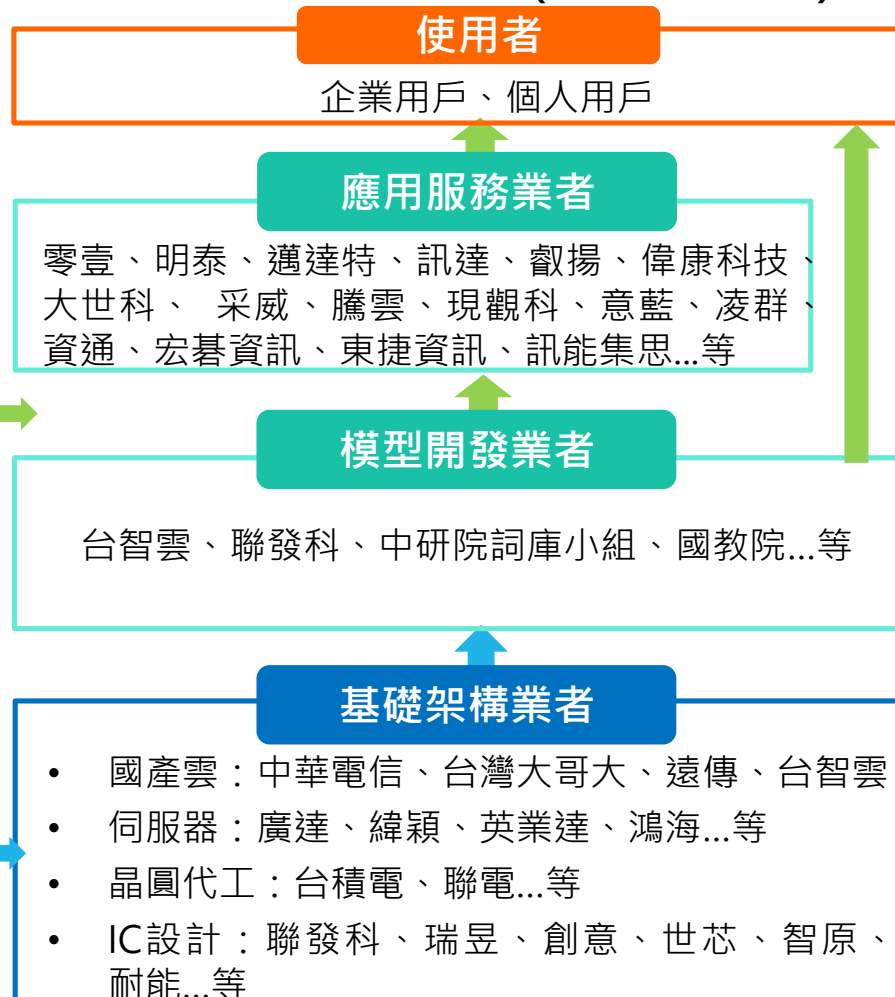 使用者
企業用戶、個人用戶
應用服務業者
零壹、明泰、邁達特、訊達、叡揚、偉康科技、
大世科、 采威、騰雲、現觀科、意藍、凌群、
資通、宏碁資訊、東捷資訊、訊能集思...等
模型開發業者
台智雲、聯發科、中研院詞庫小組、國教院...等
基礎架構業者
• 國產雲：中華電信、台灣大哥大、遠傳、台智雲
• 伺服器：廣達、緯穎、英業達、鴻海...等
• 晶圓代工：台積電、聯電...等
• IC設計：聯發科、瑞昱、創意、世芯、智原、
耐能...等